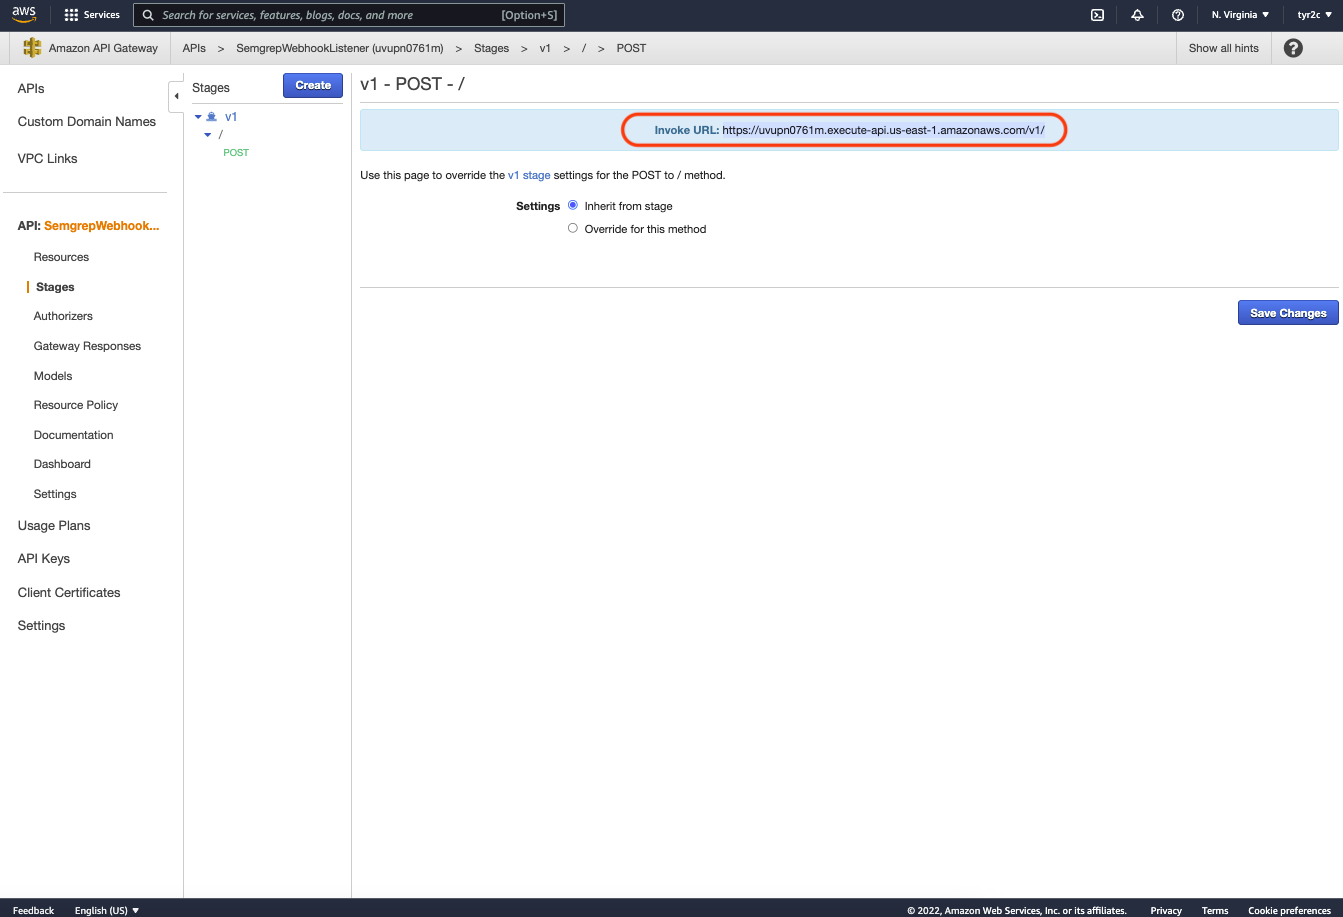 aws
Services
Search for services, features, blogs, docs, and more
[Option+S]
N. Virginia
tyr2c
Amazon API Gateway
APIs > SemgrepWebhookListener (uvupn0761m) > Stages > v1 > / > POST
Show all hints
?
APIs
Custom Domain Names
VPC Links
API: SemgrepWebhook...
Resources
Stages
Authorizers
Gateway Responses
Models
Resource Policy
Documentation
Dashboard
Settings
Usage Plans
API Keys
Client Certificates
Settings
Stages
Create
v1
/
POST
v1 - POST - /
Invoke URL: https://uvupn0761m.execute-api.us-east-1.amazonaws.com/v1/
Use this page to override the v1 stage settings for the POST to / method.
Settings
Inherit from stage
Override for this method
Save Changes
Feedback
English (US)
© 2022, Amazon Web Services, Inc. or its affiliates.
Privacy
Terms
Cookie preferences